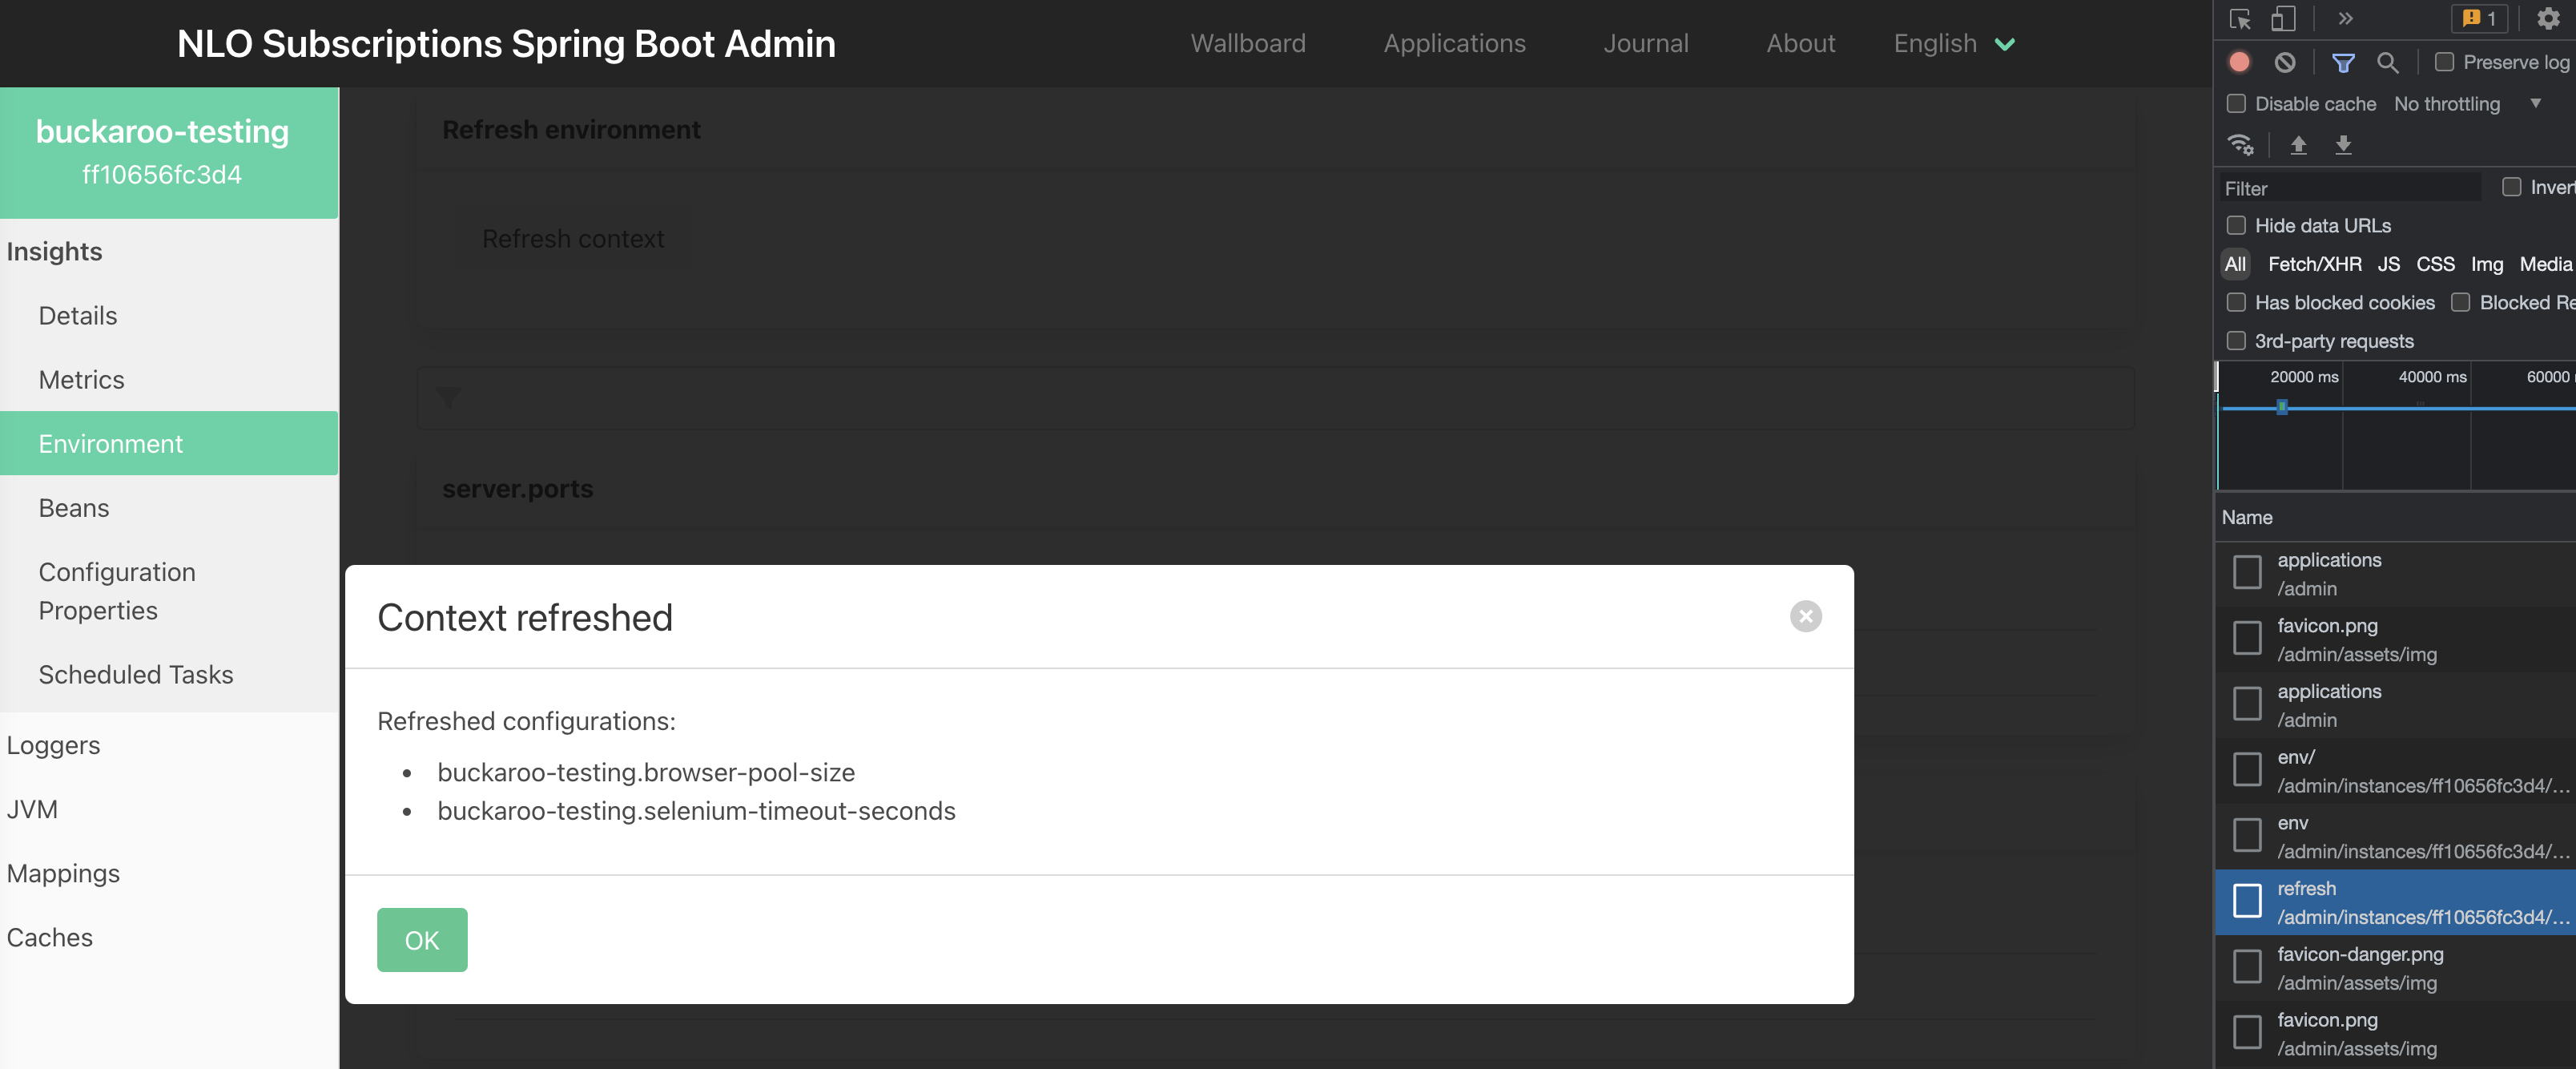 NLO Subscriptions Spring Boot Admin
Wallboard
Applications
Journal
About
English
buckaroo-testing
ff10656fc3d4
Insights
Details
Metrics
Environment
Beans
Configuration
Properties
Scheduled Tasks
Loggers
JVM
Mappings
Caches
Refresh environment
Refresh context
server.ports
Context refreshed
Refreshed configurations:
• buckaroo-testing.browser-pool-size
• buckaroo-testing.selenium-timeout-seconds
OK
1
Preserve log
Disable cache
No throttling
Filter
Invert
Hide data URLs
All Fetch/XHR JS CSS Img Media
Has blocked cookies
Blocked Re
3rd-party requests
20000 ms
40000 ms
60000
Name
applications
/admin
favicon.png
/admin/assets/img
applications
/admin
env/
/admin/instances/ff10656fc3d4/...
env
/admin/instances/ff10656fc3d4/...
refresh
/admin/instances/ff10656fc3d4/...
favicon-danger.png
/admin/assets/img
favicon.png
/admin/assets/img